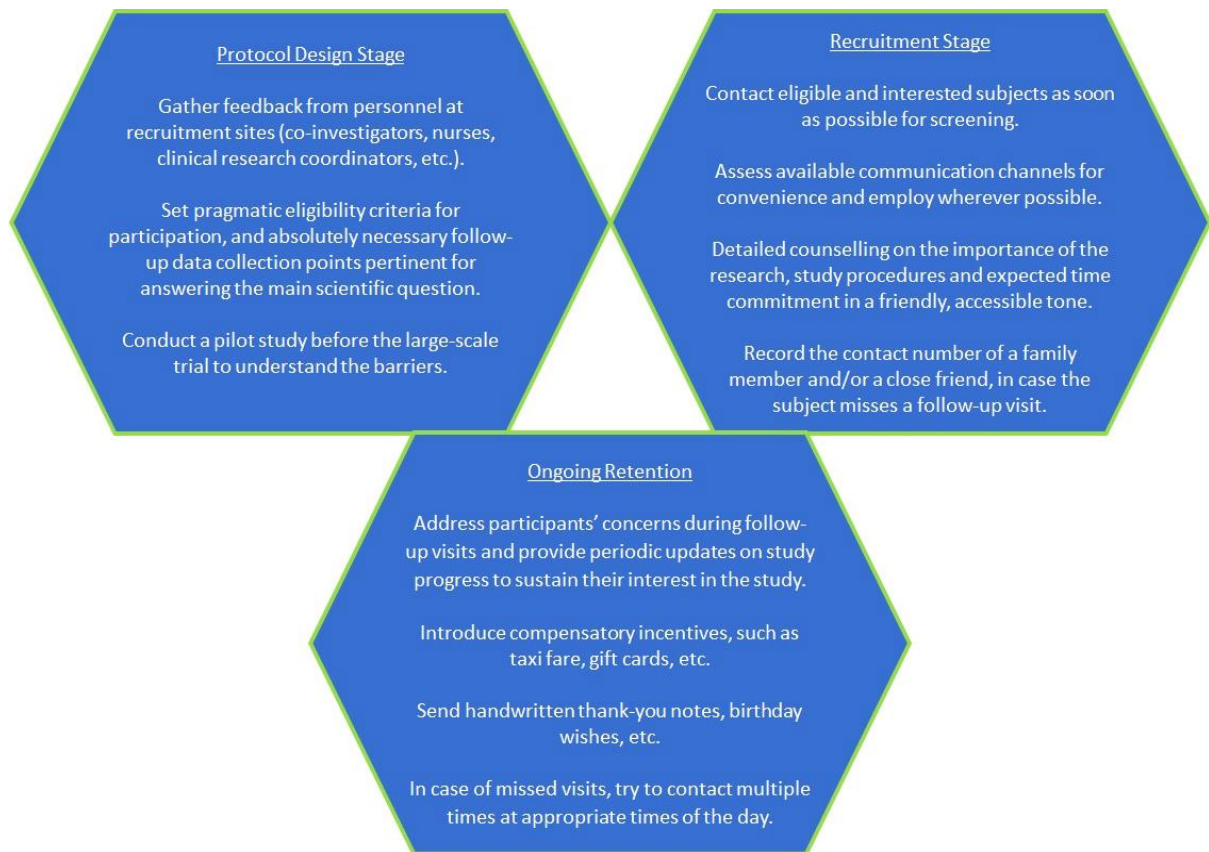 Protocol Design Stage
Gather feedback from personnel at
recruitment sites (co-investigators, nurses,
clinical research coordinators, etc.).
Set pragmatic eligibility criteria for
participation, and absolutely necessary follow-
up data collection points pertinent for
answering the main scientific question.
Conduct a pilot study before the large-scale
trial to understand the barriers.
Recruitment Stage
Contact eligible and interested subjects as soon
as possible for screening.
Assess available communication channels for
convenience and employ wherever possible.
Detailed counselling on the importance of the
research, study procedures and expected time
commitment in a friendly, accessible tone.
Record the contact number of a family
member and/or a close friend, in case the
subject misses a follow-up visit.
Ongoing Retention
Address participants’ concerns during follow-
up visits and provide periodic updates on study
progress to sustain their interest in the study.
Introduce compensatory incentives, such as
taxi fare, gift cards, etc.
Send handwritten thank-you notes, birthday
wishes, etc.
In case of missed visits, try to contact multiple
times at appropriate times of the day.